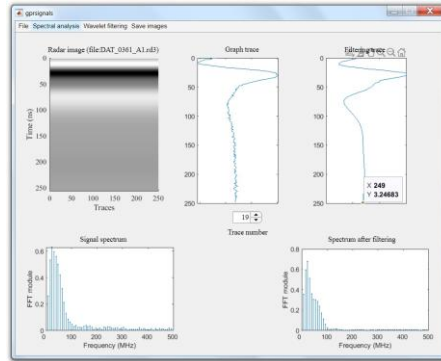 gprsignals
File Spectral analysis Wavelet filtering Save images
Radar image (file:DAT_0361_A1.rd3)
Graph trace
Filtering trace
0
50
100
150
200
250
Time (ns)
0 50 100 150 200 250
Traces
0
50
100
150
200
250
0
50
100
150
200
250
X 249
Y 3.24683
19
Trace number
Signal spectrum
Spectrum after filtering
0.6
0.4
0.2
0
FFT module
0 100 200 300 400 500
Frequency (MHz)
0.8
0.6
0.4
0.2
0
FFT module
0 100 200 300 400 500
Frequency (MHz)